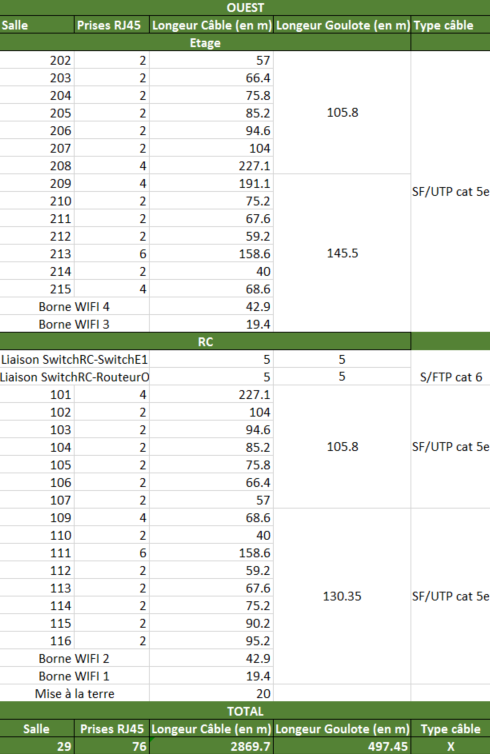 OUEST
Salle Prises RJ45 Longeur Câble (en m) Longeur Goulote (en m) Type câble
Etage
202 2 57
203 2 66.4
204 2 75.8
205 2 85.2
105.8
206 2 94.6
207 2 104
208 4 227.1
209 4 191.1
SF/UTP cat 5e
210 2 75.2
211 2 67.6
212 2 59.2
213 6 158.6
145.5
214 2 40
215 4 68.6
Borne WIFI 4 42.9
Borne WIFI 3 19.4
RC
Liaison SwitchRC-SwitchE1 5 5
Liaison SwitchRC-RouteurO 5 5 S/FTP cat 6
101 4 227.1
102 2 104
103 2 94.6
104 2 85.2 105.8 SF/UTP cat 5e
105 2 75.8
106 2 66.4
107 2 57
109 4 68.6
110 2 40
111 6 158.6
112 2 59.2
113 2 67.6
130.35 SF/UTP cat 5e
114 2 75.2
115 2 90.2
116 2 95.2
Borne WIFI 2 42.9
Borne WIFI 1 19.4
Mise à la terre 20
TOTAL
Salle Prises RJ45 Longeur Câble (en m) Longeur Goulote (en m) Type câble
29 76 2869.7 497.45 X